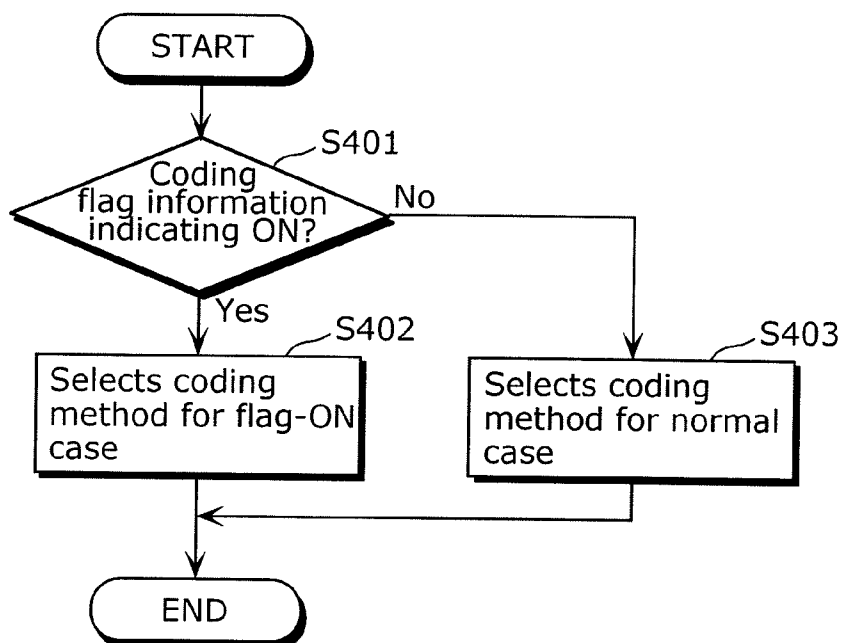 START
S401
Coding
flag information
indicating ON?
No
Yes
S402
Selects coding
method for flag-ON
case
S403
Selects coding
method for normal
case
END